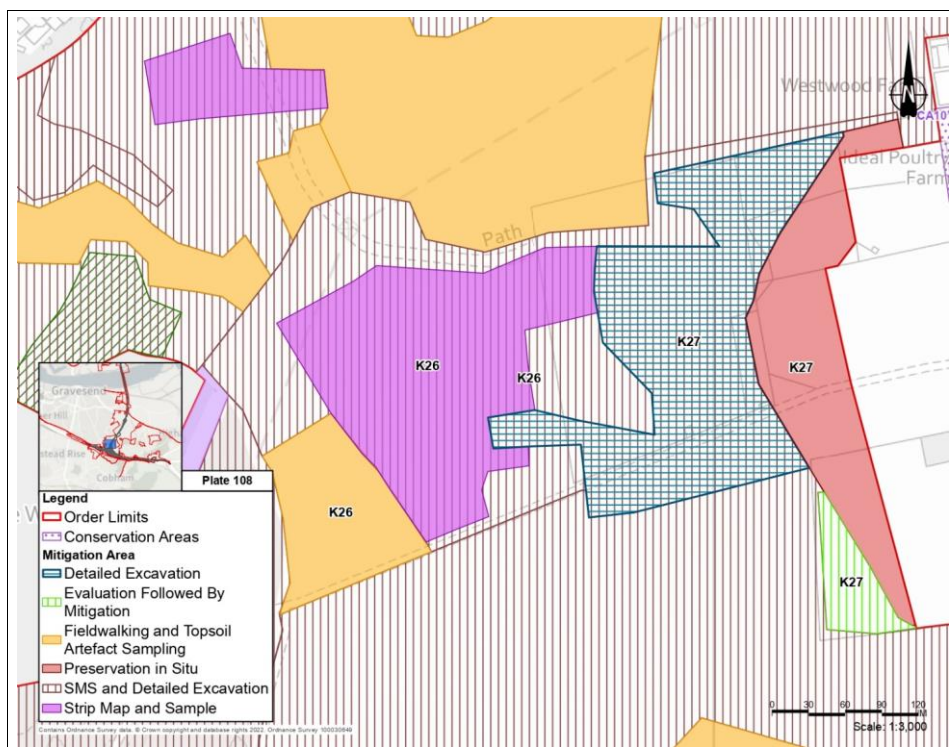 Westwood Farm
N
CA10
Ideal Poultry
Farm
Path
K26
K26
K27
K27
K26
K27
Gravesend
Cobham
Plate 108
Legend
Order Limits
Conservation Areas
Mitigation Area
Detailed Excavation
Evaluation Followed By
Mitigation
Fieldwalking and Topsoil
Artefact Sampling
Preservation in Situ
SMS and Detailed Excavation
Strip Map and Sample
0 30 60 90 120
M
Scale: 1:3,000
Contains Ordnance Survey data. © Crown copyright and database rights 2022. Ordnance Survey 100030649